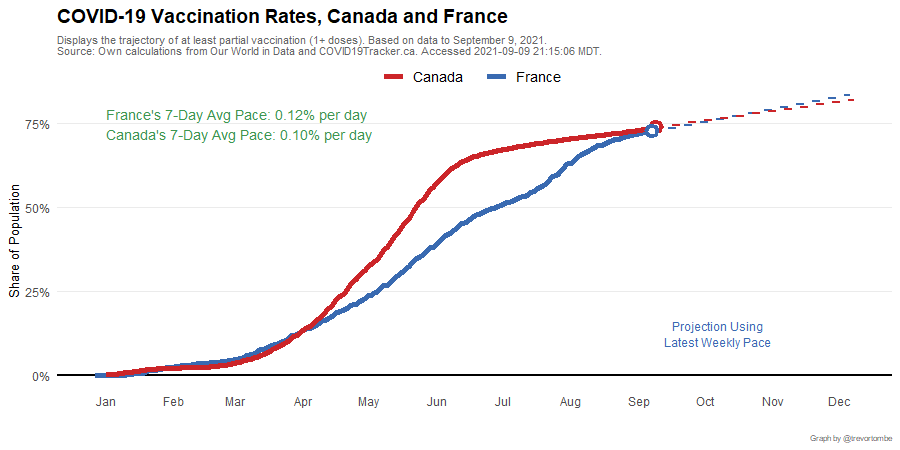 COVID-19 Vaccination Rates, Canada and France
Displays the trajectory of at least partial vaccination (1+ doses). Based on data to September 9, 2021.
Source: Own calculations from Our World in Data and COVID19Tracker.ca. Accessed 2021-09-09 21:15:06 MDT.
Canada France
France's 7-Day Avg Pace: 0.12% per day
Canada's 7-Day Avg Pace: 0.10% per day
75%
50%
25%
0%
Share of Population
Projection Using
Latest Weekly Pace
Jan Feb Mar Apr May Jun Jul Aug Sep Oct Nov Dec
Graph by @trevortombe